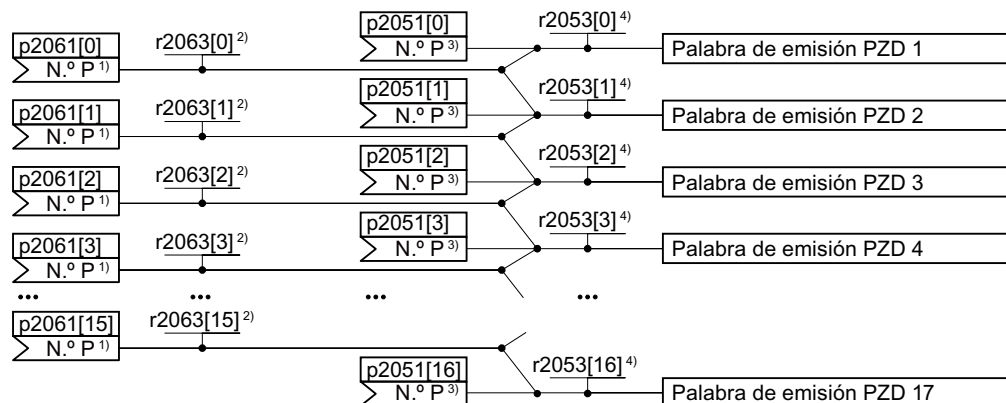 p2051[0]
r2053[0] 4)
p2061[0]
r2063[0] 2)
N.º P 3)
Palabra de emisión PZD 1
N.º P 1)
p2051[1]
r2053[1] 4)
p2061[1]
r2063[1] 2)
N.º P 3)
Palabra de emisión PZD 2
N.º P 1)
p2051[2]
r2053[2] 4)
p2061[2]
r2063[2] 2)
N.º P 3)
Palabra de emisión PZD 3
N.º P 1)
p2051[3]
r2053[3] 4)
p2061[3]
r2063[3] 2)
N.º P 3)
Palabra de emisión PZD 4
N.º P 1)
... ... ... ...
p2061[15]
r2063[15] 2)
N.º P 1)
p2051[16]
r2053[16] 4)
N.º P 3)
Palabra de emisión PZD 17